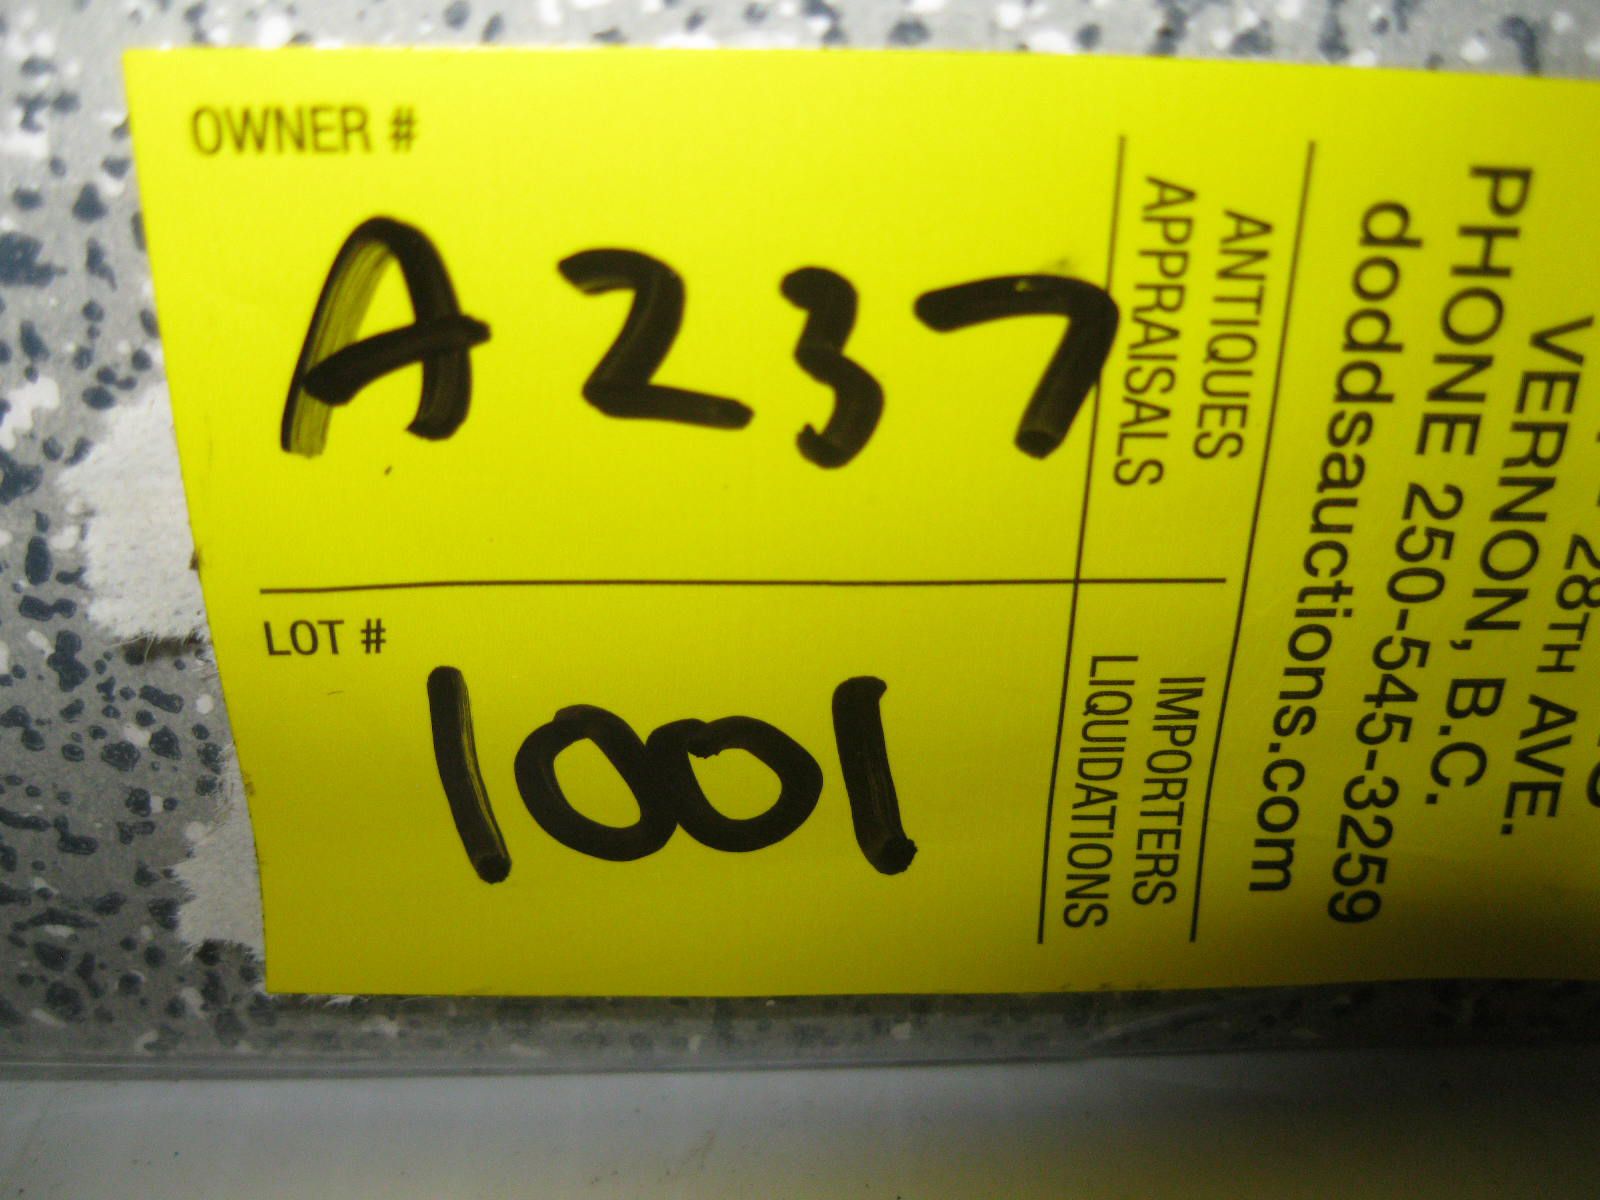 OWNER #
A237
LOT #
1001
ANTIQUES
APPRAISALS
IMPORTERS
LIQUIDATIONS
28TH AVE.
VERNON, B.C.
PHONE 250-545-3259
doddsauctions.com